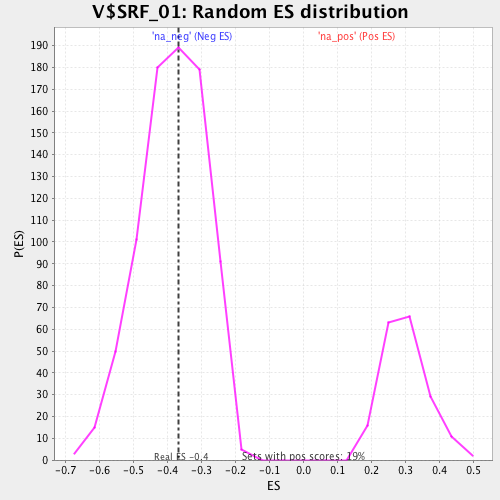 V$SRF_01: Random ES distribution
'na_neg' (Neg ES)
'na_pos' (Pos ES)
P(ES)
190
180
170
160
150
140
130
120
110
100
90
80
70
60
50
40
30
20
10
0
Real ES -0.4
Sets with pos scores: 19%
-0.7 -0.6 -0.5 -0.4 -0.3 -0.2 -0.1 0.0 0.1 0.2 0.3 0.4 0.5
ES